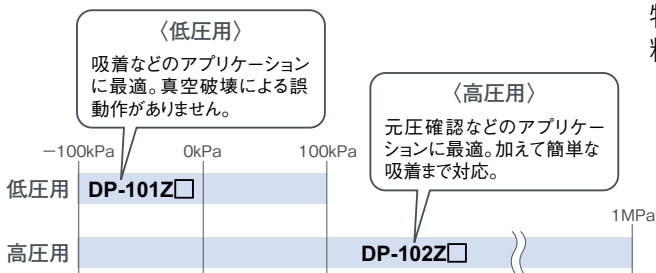 〈低圧用〉
吸着などのアプリケーション
に最適。真空破壊による誤
動作がありません。
〈高圧用〉
元圧確認などのアプリケー
ションに最適。加えて簡単な
吸着まで対応。
−100kPa 0kPa 100kPa
1MPa
低圧用 DP-101Z□
高圧用 DP-102Z□